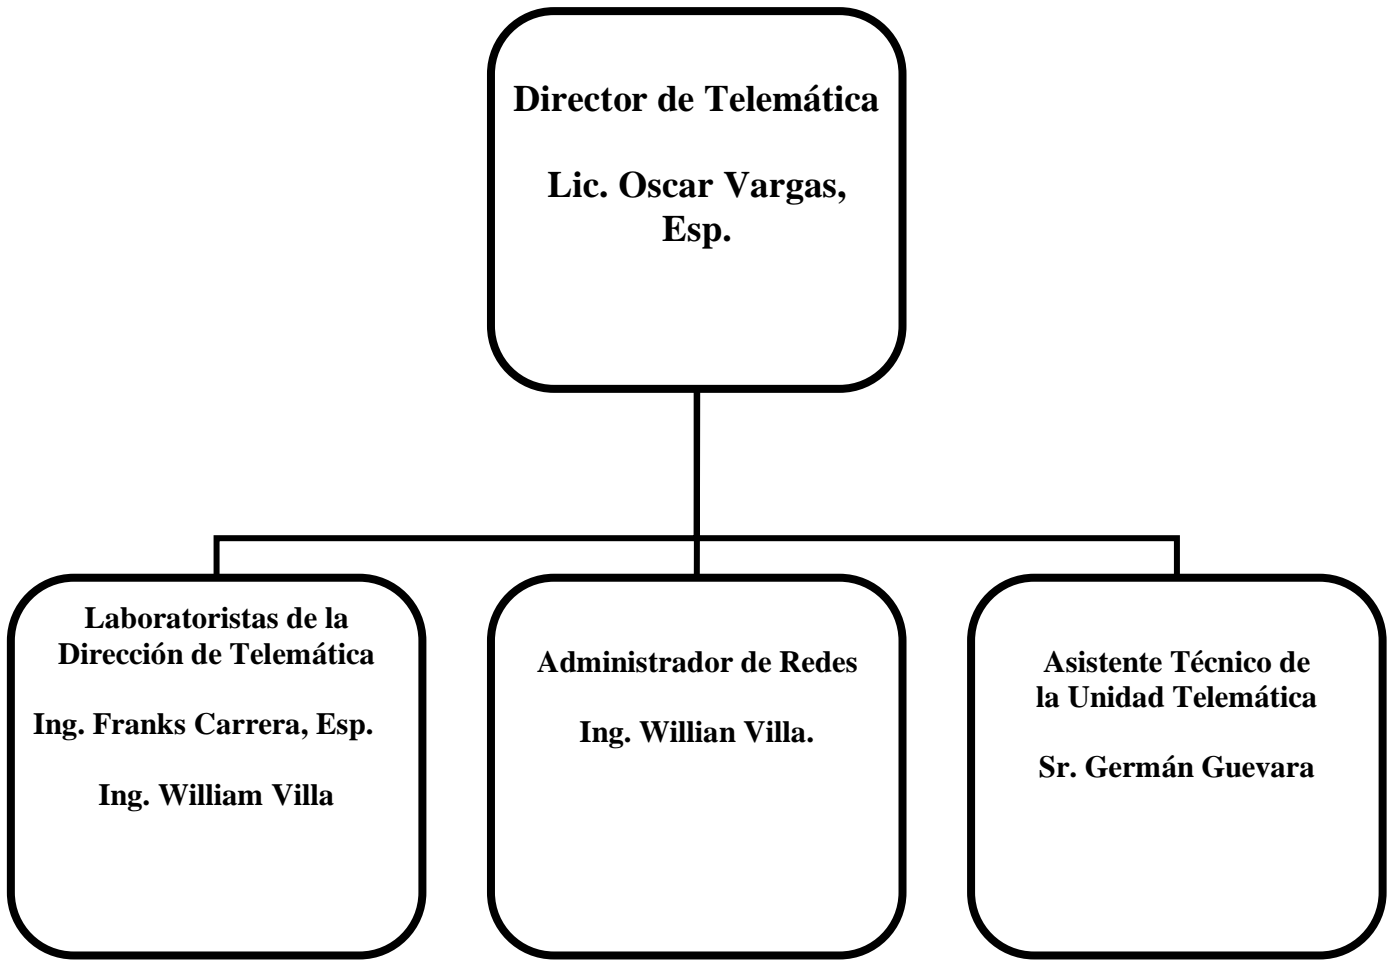 Director de Telemática
Lic. Oscar Vargas,
Esp.
Laboratoristas de la
Dirección de Telemática
Ing. Franks Carrera, Esp.
Ing. William Villa
Administrador de Redes
Ing. Willian Villa.
Asistente Técnico de
la Unidad Telemática
Sr. Germán Guevara